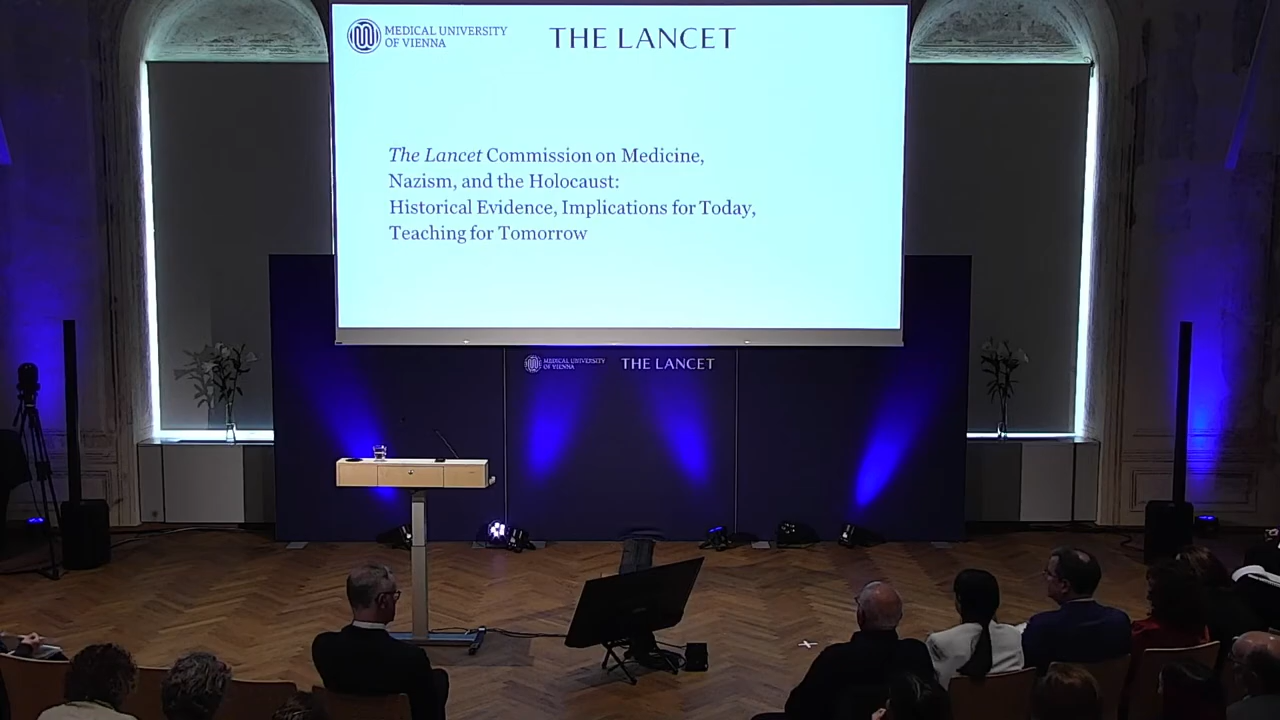 MEDICAL UNIVERSITY
OF VIENNA
THE LANCET
The Lancet Commission on Medicine,
Nazism, and the Holocaust:
Historical Evidence, Implications for Today,
Teaching for Tomorrow
MEDICAL UNIVERSITY
OF VIENNA
THE LANCET